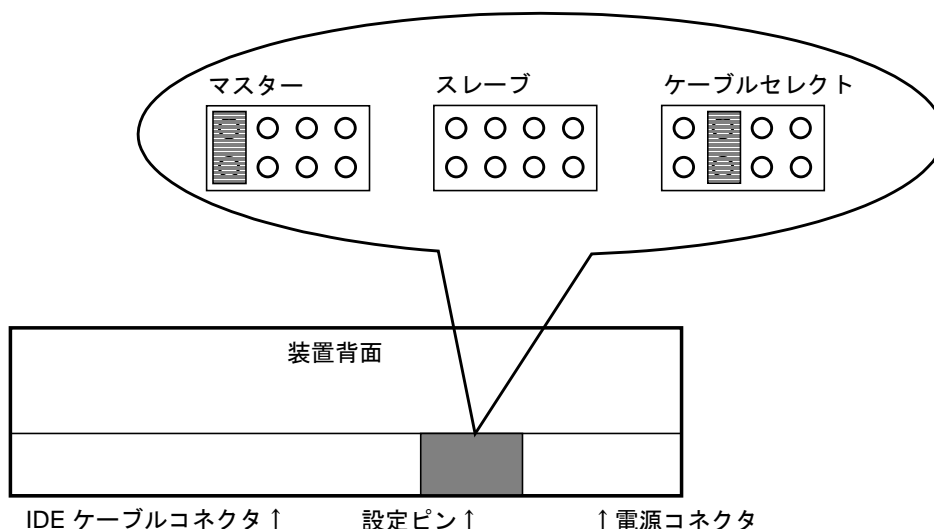 マスター
スレーブ
ケーブルセレクト
装置背面
IDE ケーブルコネクタ↑
設定ピン↑
↑電源コネクタ